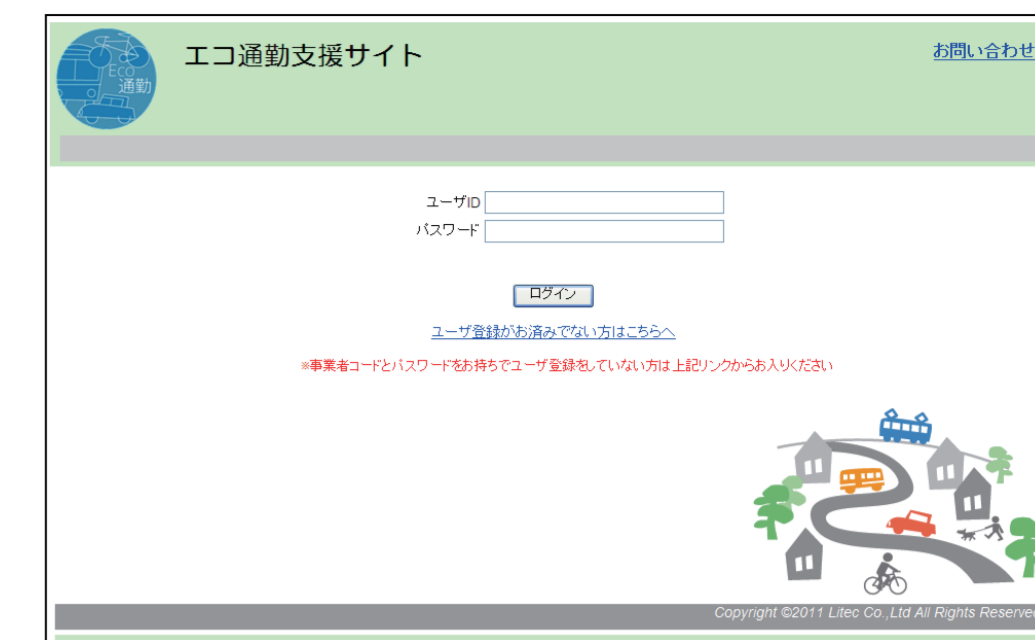 Eco
通勤
エコ通勤支援サイト
お問い合わせ
ユーザID
パスワード
ログイン
ユーザ登録がお済みでない方はこちらへ
※事業者コードとパスワードをお持ちでユーザ登録をしていない方は上記リンクからお入りください
Copyright ©2011 Litec Co.,Ltd All Rights Reserved